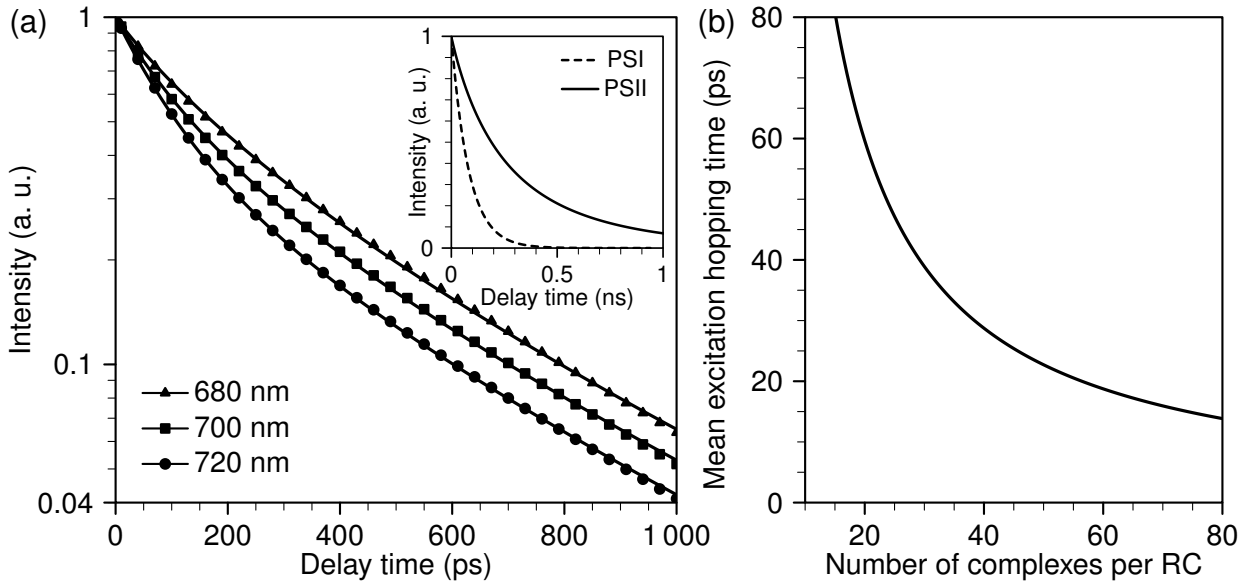 (a)
Intensity (a. u.)
1
0.1
0.04
0
200
400
600
800
1 000
Delay time (ps)
680 nm
700 nm
720 nm
Intensity (a. u.)
1
0
0
0.5
1
Delay time (ns)
PSI
PSII
(b)
Mean excitation hopping time (ps)
80
60
40
20
0
20
40
60
80
Number of complexes per RC